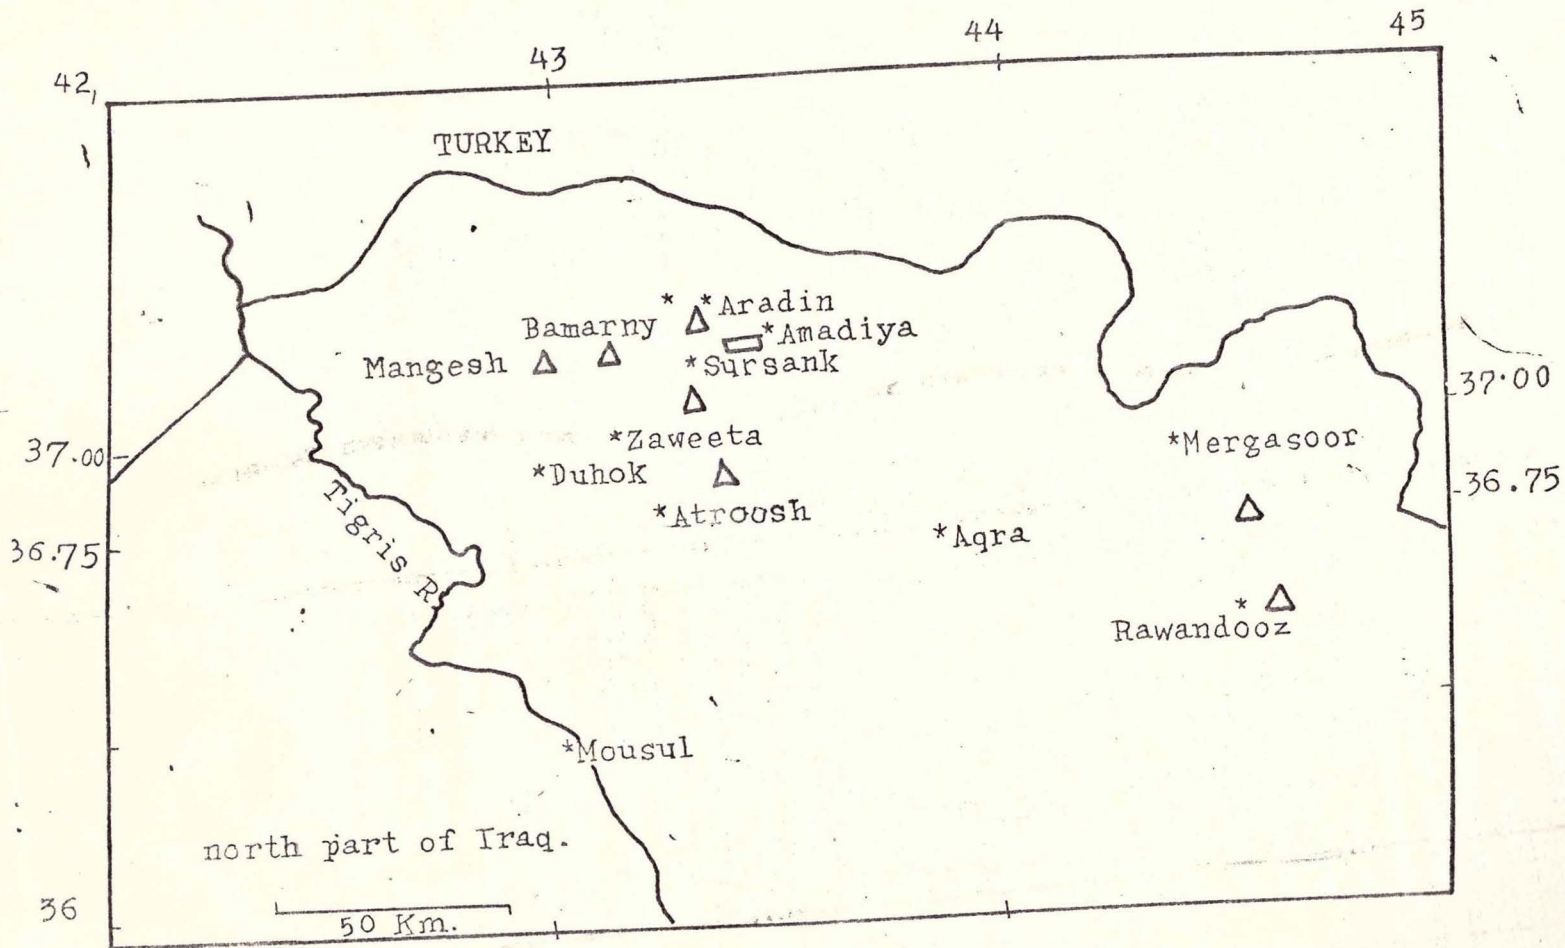 42
43
44
45
TURKEY
* *Aradin
Bamarny
*Amadiya
Mangesh
*Sursank
37.00
*Zaweeta
*Mergasoor
37.00
*Duhok
36.75
*Atroosh
*Aqra
Tigris R.
36.75
*
Rawandooz
*Mousul
north part of Iraq.
36
50 Km.